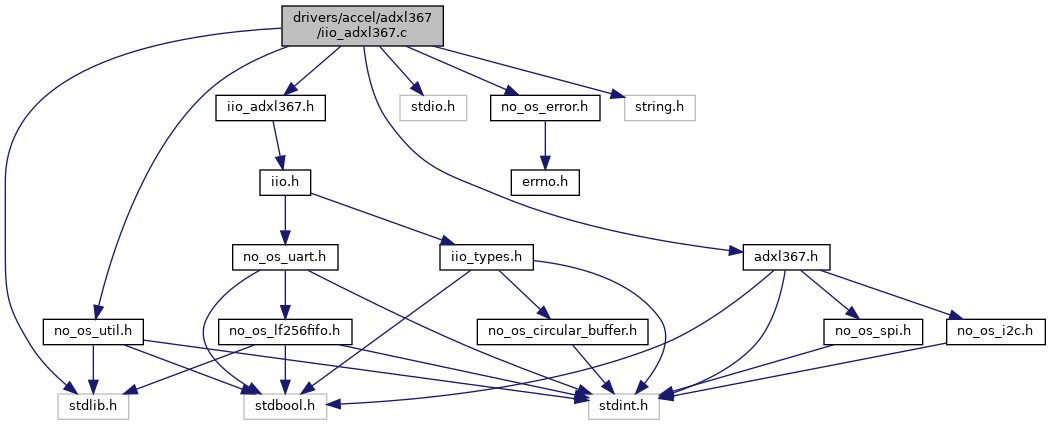 drivers/accel/adxl367
/iio_adxl367.c
iio_adxl367.h
stdio.h
no_os_error.h
string.h
iio.h
errno.h
no_os_uart.h
iio_types.h
adxl367.h
no_os_util.h
no_os_lf256fifo.h
no_os_circular_buffer.h
no_os_spi.h
no_os_i2c.h
stdlib.h
stdbool.h
stdint.h